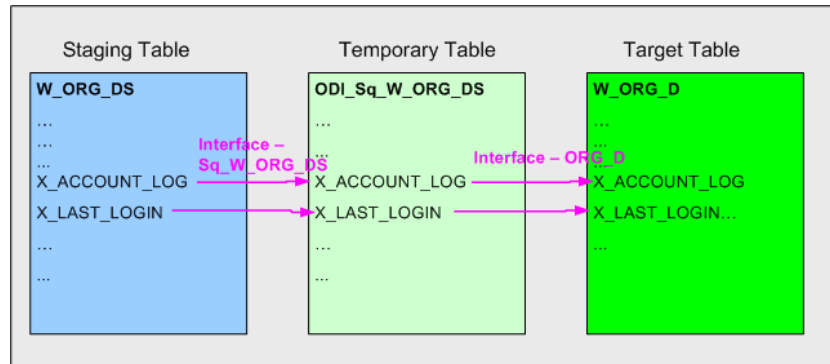 Staging Table
Temporary Table
Target Table
W_ORG_DS
...
...
...
X_ACCOUNT_LOG
X_LAST_LOGIN
...
...
Interface –
Sq_W_ORG_DS
ODI_Sq_W_ORG_DS
...
...
X_ACCOUNT_LOG
X_LAST_LOGIN
...
...
Interface – ORG_D
W_ORG_D
...
...
X_ACCOUNT_LOG
X_LAST_LOGIN...
...